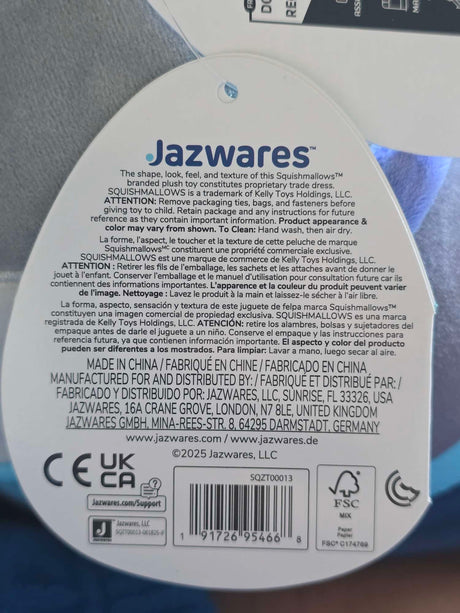 Jazwares™
The shape, look, feel, and texture of this Squishmallows™
branded plush toy constitutes proprietary trade dress.
SQUISHMALLOWS is a trademark of Kelly Toys Holdings, LLC.
ATTENTION: Remove packaging ties, bags, and fasteners before
giving toy to child. Retain package and any instructions for future
reference as they contain important information. Product appearance &
color may vary from shown. To Clean: Hand wash, then air dry.
La forme, l'aspect, le toucher et la texture de cette peluche de marque
Squishmallowsᴹᶜ constituent une propriété commerciale exclusive.
SQUISHMALLOWS est une marque de commerce de Kelly Toys Holdings, LLC.
ATTENTION : Retirer les fils de l'emballage, les sachets et les attaches avant de donner le
jouet à l'enfant. Conserver l'emballage et le manuel d'utilisation pour consultation future car ils
contiennent des informations importantes. L'apparence et la couleur du produit peuvent varier
de l'image. Nettoyage : Lavez le produit à la main et laissez-le sécher à l'air libre.
La forma, aspecto, sensación y textura de este juguete de felpa marca Squishmallows™
constituyen una imagen comercial de propiedad exclusiva. SQUISHMALLOWS es una marca
registrada de Kelly Toys Holdings, LLC. ATENCIÓN: retire los alambres, bolsas y sujetadores del
empaque antes de darle el juguete a un niño. Conserve el empaque y las instrucciones para
referencia futura, ya que contienen información importante. El aspecto y color del producto
pueden ser diferentes a los mostrados. Para limpiar: Lavar a mano, luego secar al aire.
MADE IN CHINA / FABRIQUÉ EN CHINE / FABRICADO EN CHINA
MANUFACTURED FOR AND DISTRIBUTED BY: / FABRIQUÉ ET DISTRIBUÉ PAR: /
FABRICADO Y DISTRIBUIDO POR: JAZWARES, LLC, SUNRISE, FL 33326, USA
JAZWARES, 16A CRANE GROVE, LONDON, N7 8LE, UNITED KINGDOM
JAZWARES GMBH, MINA-REES-STR. 8, 64295 DARMSTADT, GERMANY
www.jazwares.com / www.jazwares.de
©2025 Jazwares, LLC
CE UK CA
Jazwares.com/Support
Jazwares, LLC
SQZT00013
1 91726 95466 8
FSC
MIX
Paper
Papier
FSC® C174769